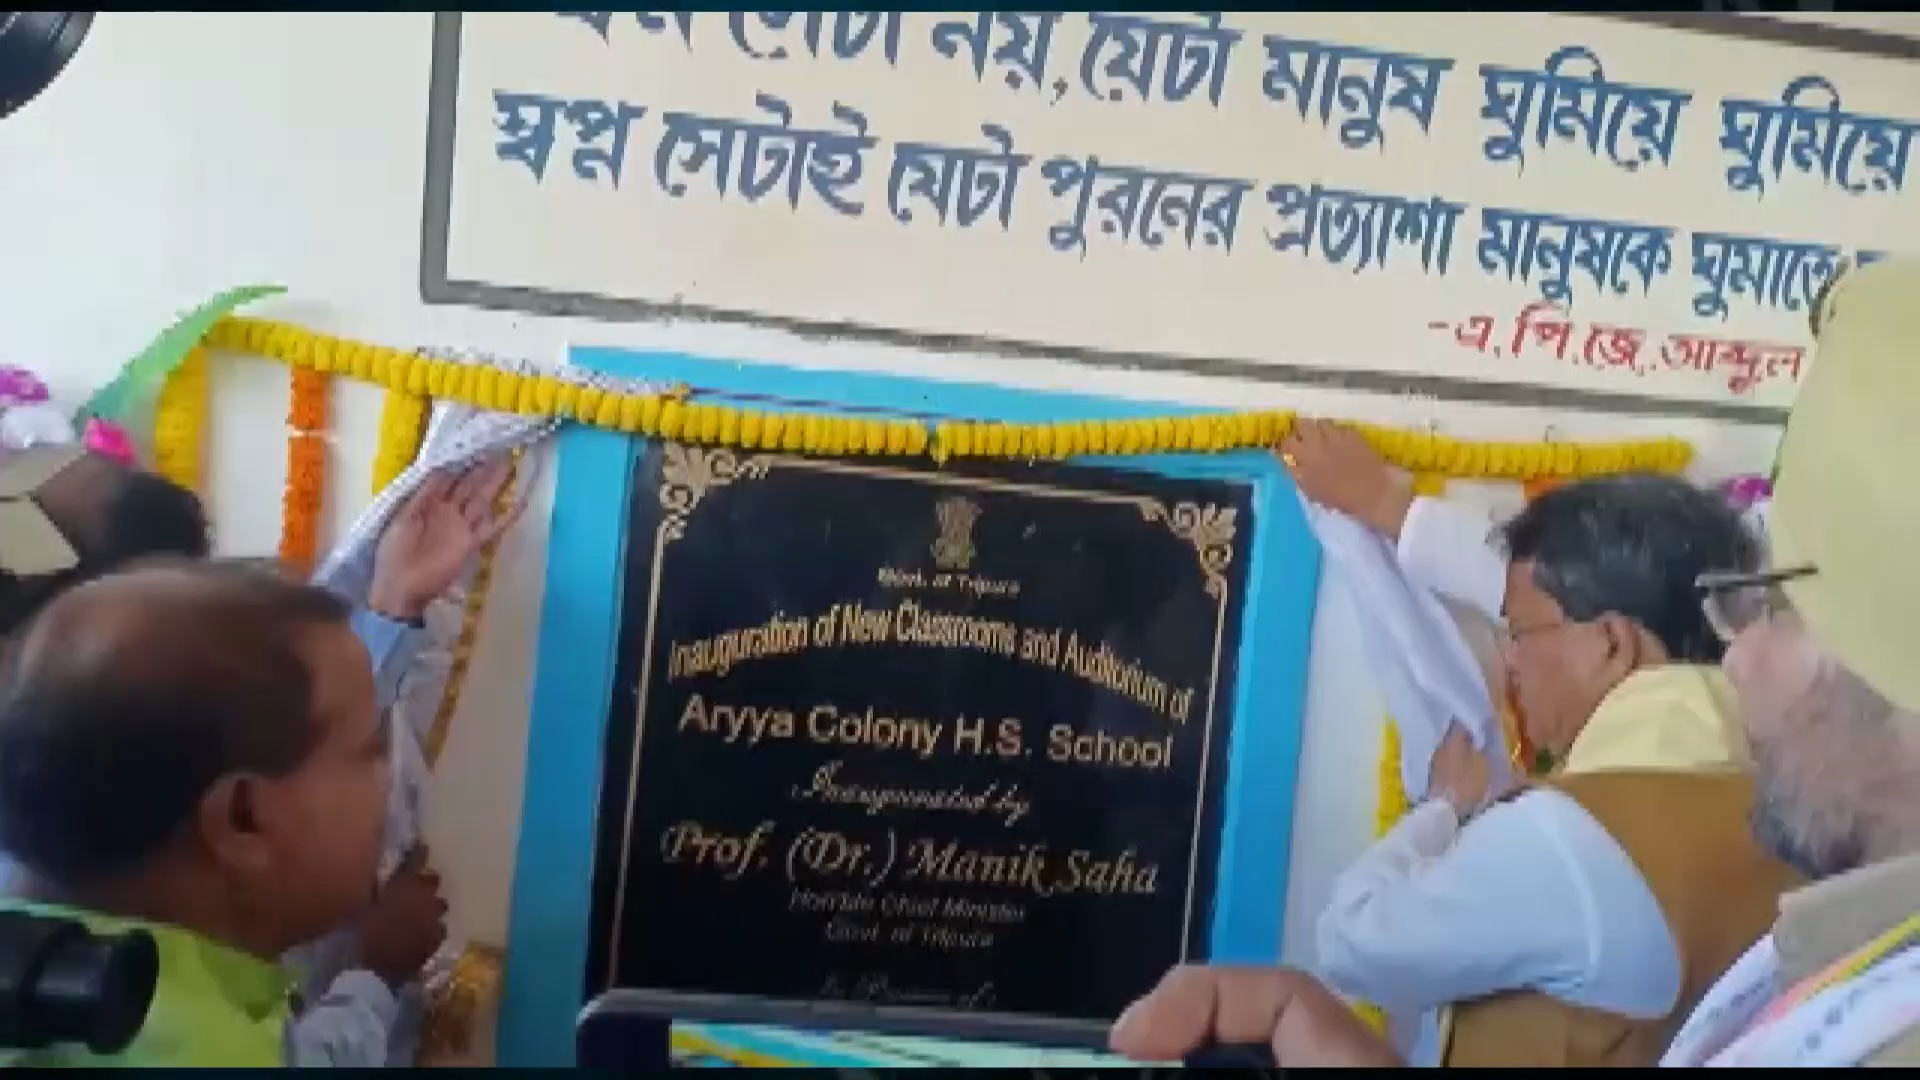 স্বপ্ন সেটা নয়, যেটা মানুষ ঘুমিয়ে ঘুমিয়ে
স্বপ্ন সেটাই যেটা পুরনের প্রত্যাশা মানুষকে ঘুমাতে
-এ.পি.জে.আব্দুল
Govt. of Tripura
Inauguration of New Classrooms and Auditorium of
Aryya Colony H.S. School
Inaugurated by
Prof. (Dr.) Manik Saha
Hon'ble Chief Minister
Govt. of Tripura